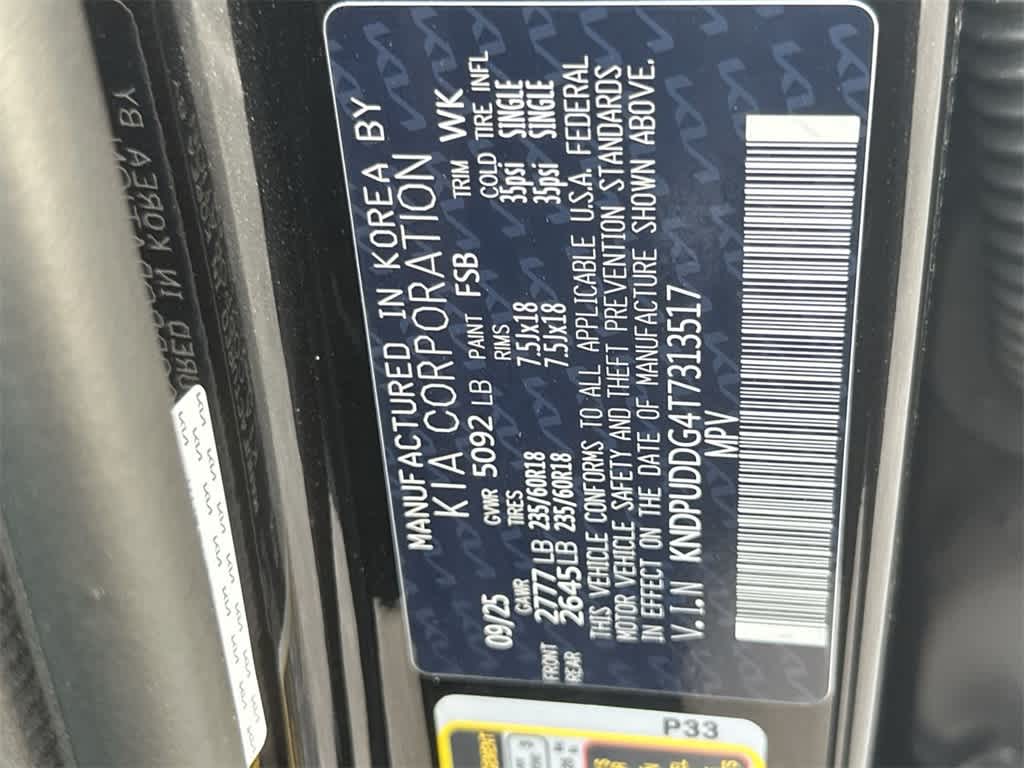 MANUFACTURED IN KOREA BY
KIA CORPORATION
09/25 GVWR 5092 LB PAINT FSB TRIM WK
GAWR TIRES RIMS COLD TIRE INFL
FRONT 2777 LB 235/60R18 7.5Jx18 35psi SINGLE
REAR 2645LB 235/60R18 7.5Jx18 35psi SINGLE
THIS VEHICLE CONFORMS TO ALL APPLICABLE U.S.A. FEDERAL
MOTOR VEHICLE SAFETY AND THEFT PREVENTION STANDARDS
IN EFFECT ON THE DATE OF MANUFACTURE SHOWN ABOVE.
V.I.N KNDPUDDG4T7313517
MPV
P33